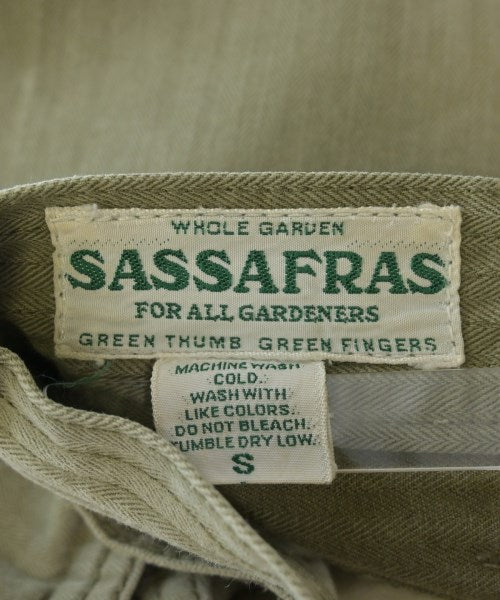 WHOLE GARDEN
SASSAFRAS
FOR ALL GARDENERS
GREEN THUMB GREEN FINGERS
MACHINE WASH
COLD.
WASH WITH
LIKE COLORS.
DO NOT BLEACH.
TUMBLE DRY LOW.
S